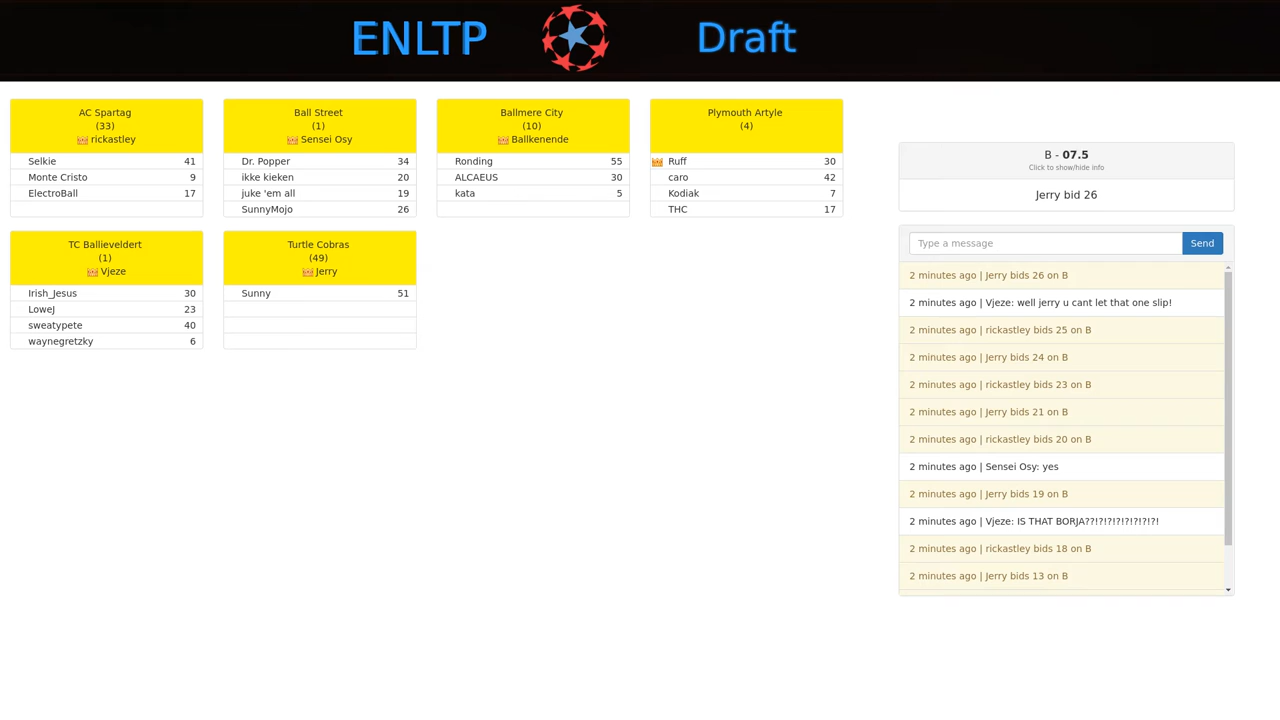 ENLTP Draft
AC Spartag
(33)
rickastley
Selkie 41
Monte Cristo 9
ElectroBall 17
Ball Street
(1)
Sensei Osy
Dr. Popper 34
ikke kieken 20
juke 'em all 19
SunnyMojo 26
Ballmere City
(10)
Ballkenende
Ronding 55
ALCAEUS 30
kata 5
Plymouth Artyle
(4)
Ruff 30
caro 42
Kodiak 7
THC 17
TC Ballieveldert
(1)
Vjeze
Irish_Jesus 30
LoweJ 23
sweatypete 40
waynegretzky 6
Turtle Cobras
(49)
Jerry
Sunny 51
B - 07.5
Click to show/hide info
Jerry bid 26
Type a message Send
2 minutes ago | Jerry bids 26 on B
2 minutes ago | Vjeze: well jerry u cant let that one slip!
2 minutes ago | rickastley bids 25 on B
2 minutes ago | Jerry bids 24 on B
2 minutes ago | rickastley bids 23 on B
2 minutes ago | Jerry bids 21 on B
2 minutes ago | rickastley bids 20 on B
2 minutes ago | Sensei Osy: yes
2 minutes ago | Jerry bids 19 on B
2 minutes ago | Vjeze: IS THAT BORJA??!?!?!?!?!?!?!?!
2 minutes ago | rickastley bids 18 on B
2 minutes ago | Jerry bids 13 on B